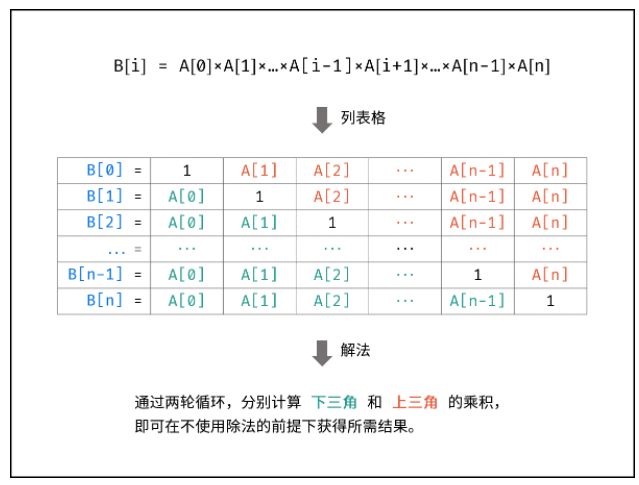 B[i] = A[0]×A[1]×…×A[i-1]×A[i+1]×…×A[n-1]×A[n]
列表格
B[0] = 1 A[1] A[2] ... A[n-1] A[n]
B[1] = A[0] 1 A[2] ... A[n-1] A[n]
B[2] = A[0] A[1] 1 ... A[n-1] A[n]
... = ... ... ... ... ... ...
B[n-1] = A[0] A[1] A[2] ... 1 A[n]
B[n] = A[0] A[1] A[2] ... A[n-1] 1
解法
通过两轮循环，分别计算 下三角 和 上三角 的乘积，
即可在不使用除法的前提下获得所需结果。